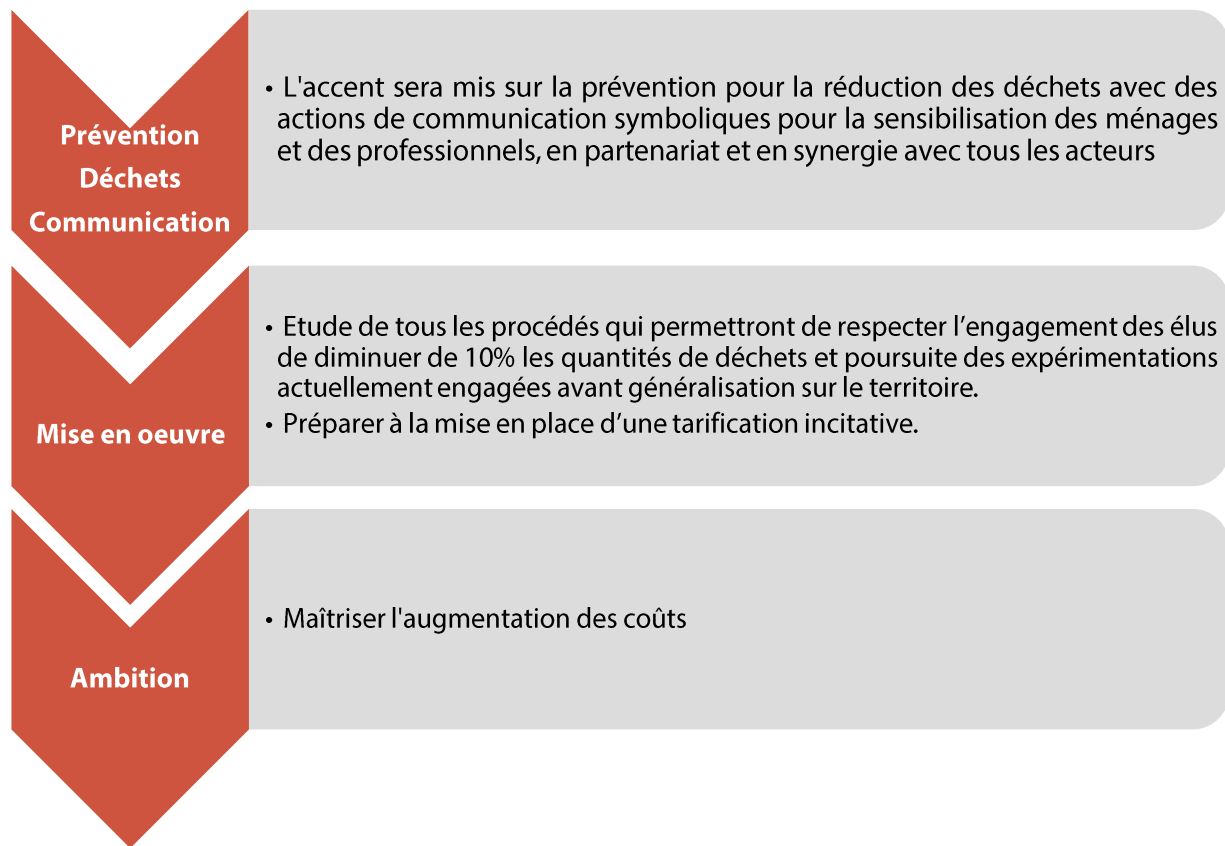 Prévention
Déchets
Communication
• L'accent sera mis sur la prévention pour la réduction des déchets avec des
actions de communication symboliques pour la sensibilisation des ménages
et des professionnels, en partenariat et en synergie avec tous les acteurs
Mise en oeuvre
• Etude de tous les procédés qui permettront de respecter l’engagement des élus
de diminuer de 10% les quantités de déchets et poursuite des expérimentations
actuellement engagées avant généralisation sur le territoire.
• Préparer à la mise en place d’une tarification incitative.
Ambition
• Maîtriser l'augmentation des coûts